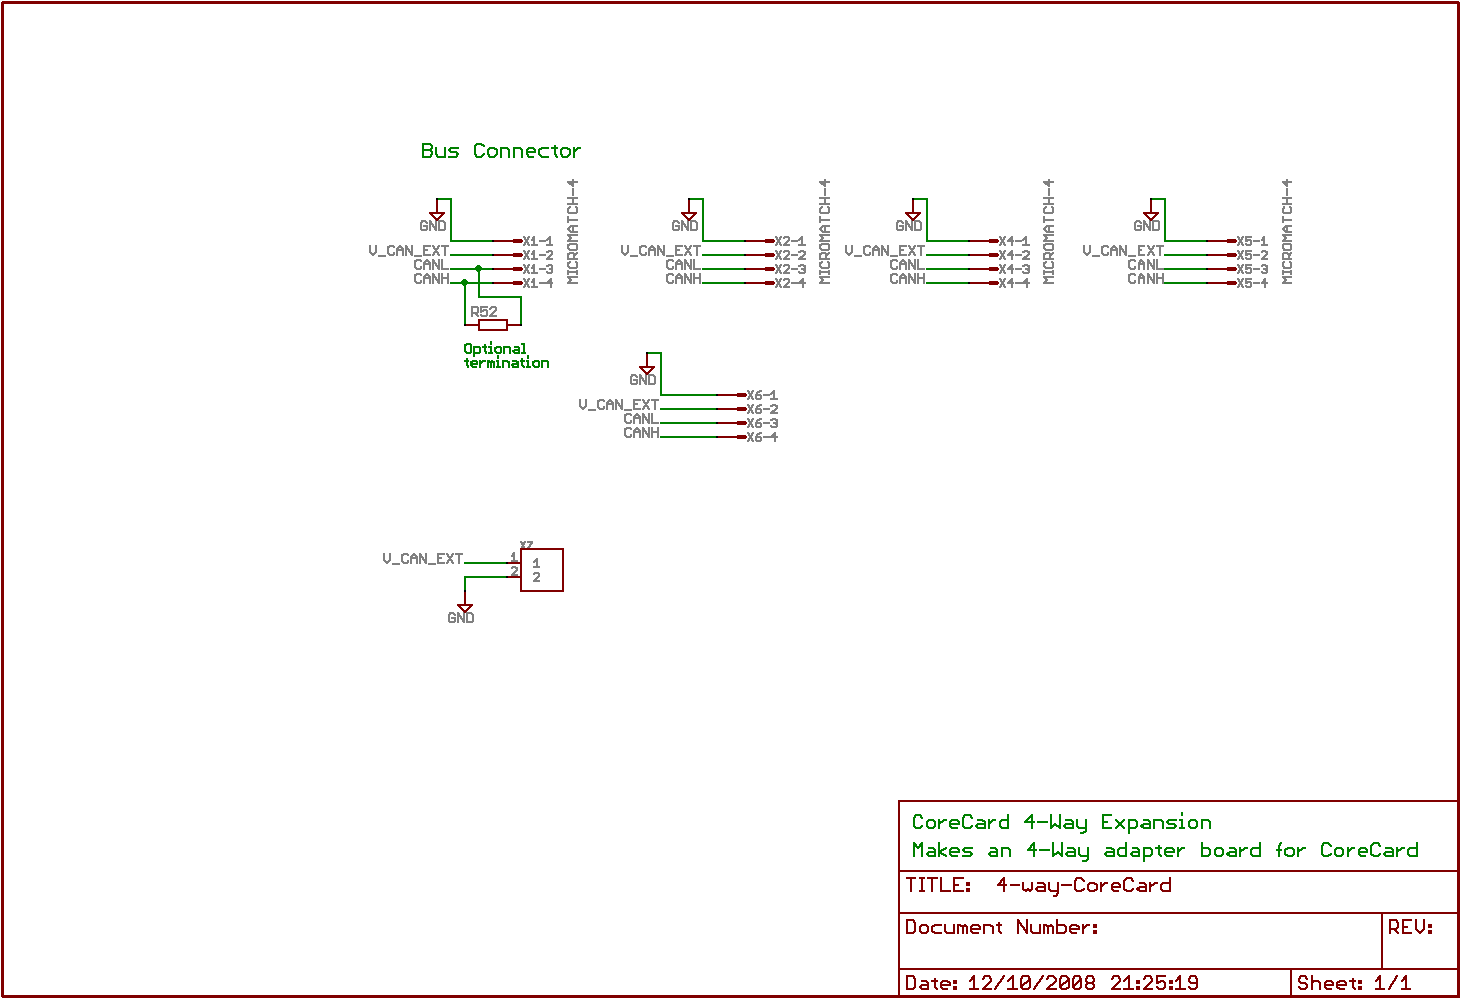 Bus Connector
MICROMATCH-4
MICROMATCH-4
MICROMATCH-4
MICROMATCH-4
GND
GND
GND
GND
X1-1
X2-1
X4-1
X5-1
V_CAN_EXT
X1-2
V_CAN_EXT
X2-2
V_CAN_EXT
X4-2
V_CAN_EXT
X5-2
CANL
X1-3
CANL
X2-3
CANL
X4-3
CANL
X5-3
CANH
X1-4
CANH
X2-4
CANH
X4-4
CANH
X5-4
R52
Optional
termination
GND
X6-1
V_CAN_EXT
X6-2
CANL
X6-3
CANH
X6-4
X7
V_CAN_EXT
1
1
2
2
GND
CoreCard 4-Way Expansion
Makes an 4-Way adapter board for CoreCard
TITLE: 4-way-CoreCard
Document Number:
REV:
Date: 12/10/2008 21:25:19
Sheet: 1/1